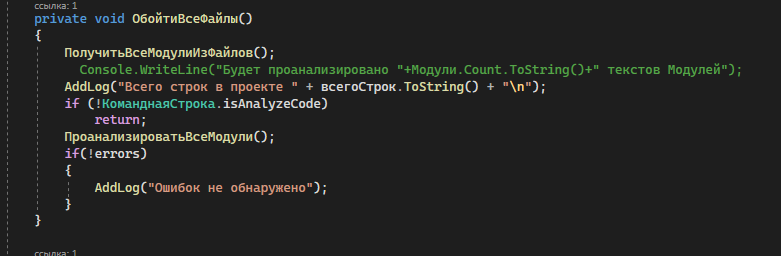 ссылка: 1
private void ОбойтиВсеФайлы()
{
ПолучитьВсеМодулиИзФайлов();
Console.WriteLine("Будет проанализировано "+Модули.Count.ToString()+" текстов Модулей");
AddLog("Всего строк в проекте " + всегоСтрок.ToString() + "\n");
if (!КоманднаяСтрока.isAnalyzeCode)
return;
ПроанализироватьВсеМодули();
if(!errors)
{
AddLog("Ошибок не обнаружено");
}
}
ссылка: 1